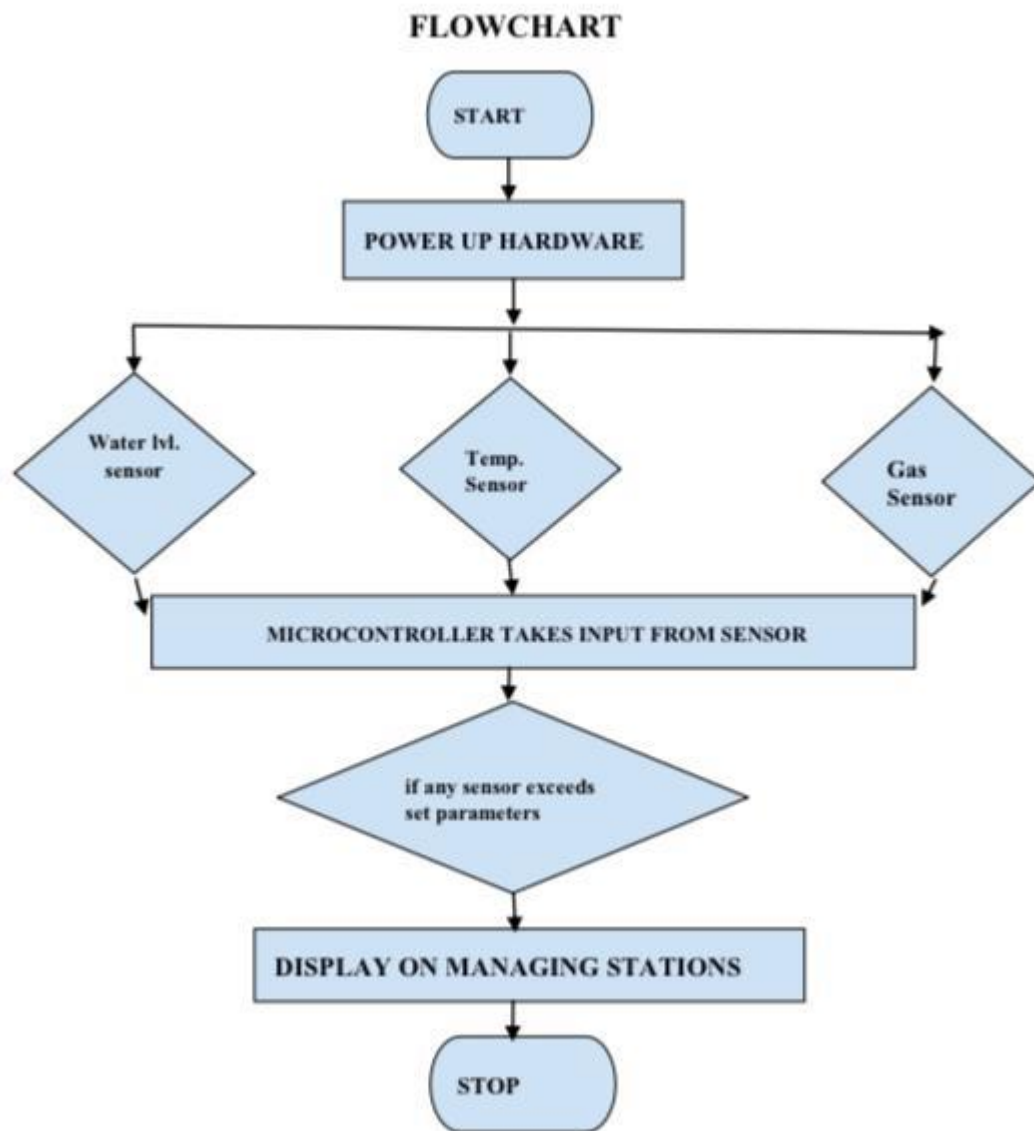 FLOWCHART
START
POWER UP HARDWARE
Water lvl.
sensor
Temp.
Sensor
Gas
Sensor
MICROCONTROLLER TAKES INPUT FROM SENSOR
if any sensor exceeds
set parameters
DISPLAY ON MANAGING STATIONS
STOP